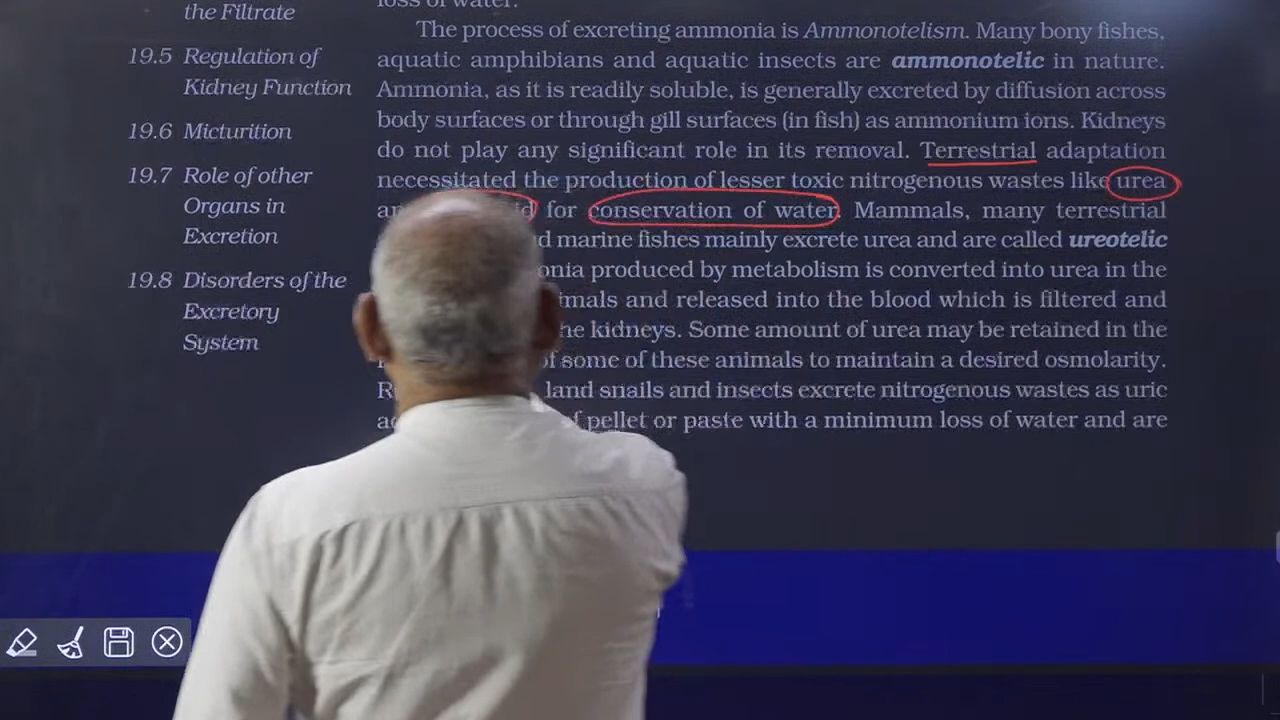 the Filtrate
19.5 Regulation of
Kidney Function
19.6 Micturition
19.7 Role of other
Organs in
Excretion
19.8 Disorders of the
Excretory
System
loss of water.
The process of excreting ammonia is Ammonotelism. Many bony fishes,
aquatic amphibians and aquatic insects are ammonotelic in nature.
Ammonia, as it is readily soluble, is generally excreted by diffusion across
body surfaces or through gill surfaces (in fish) as ammonium ions. Kidneys
do not play any significant role in its removal. Terrestrial adaptation
necessitated the production of lesser toxic nitrogenous wastes like urea
for conservation of water. Mammals, many terrestrial
marine fishes mainly excrete urea and are called ureotelic
produced by metabolism is converted into urea in the
and released into the blood which is filtered and
kidneys. Some amount of urea may be retained in the
of some of these animals to maintain a desired osmolarity.
land snails and insects excrete nitrogenous wastes as uric
of pellet or paste with a minimum loss of water and are